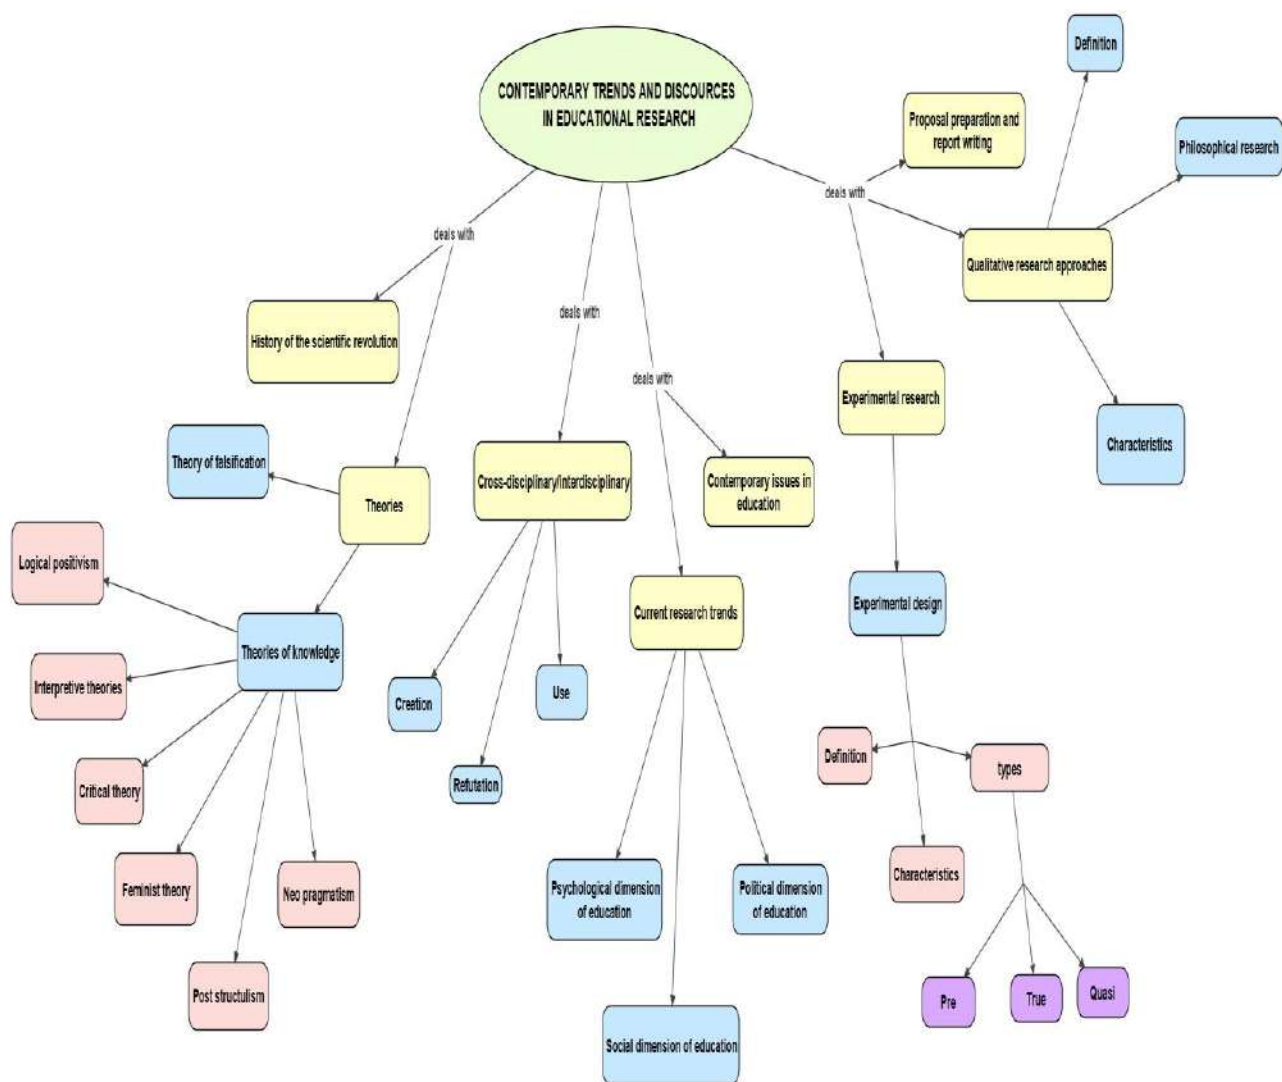 CONTEMPORARY TRENDS AND DISCOURCES
IN EDUCATIONAL RESEARCH
Definition
Proposal preparation and
report writing
Philosophical research
deals with
deals with
Qualitative research approaches
deals with
History of the scientific revolution
deals with
Experimental research
Characteristics
Theory of falsification
Theories
Cross-disciplinary/interdisciplinary
Contemporary issues in
education
Logical positivism
Theories of knowledge
Current research trends
Experimental design
Interpretive theories
Creation
Use
Refutation
Critical theory
Definition
types
Feminist theory
Neo pragmatism
Psychological dimension
of education
Political dimension
of education
Characteristics
Post structulism
Pre
True
Quasi
Social dimension of education